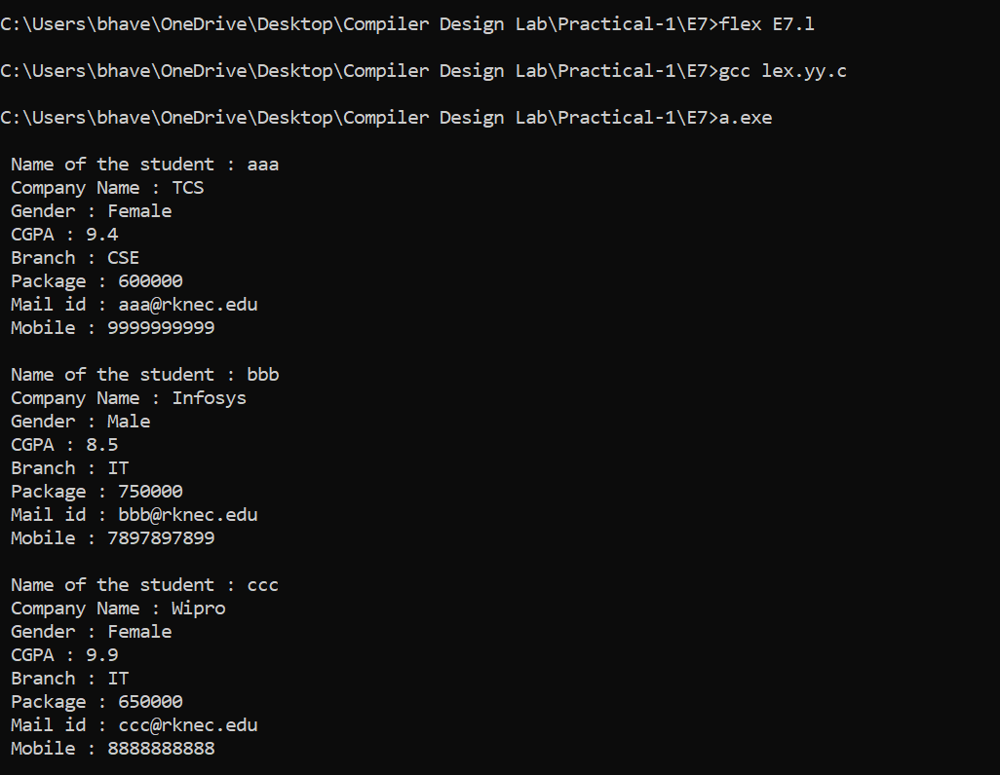 C:\Users\bhave\OneDrive\Desktop\Compiler Design Lab\Practical-1\E7>flex E7.l
C:\Users\bhave\OneDrive\Desktop\Compiler Design Lab\Practical-1\E7>gcc lex.yy.c
C:\Users\bhave\OneDrive\Desktop\Compiler Design Lab\Practical-1\E7>a.exe
Name of the student : aaa
Company Name : TCS
Gender : Female
CGPA : 9.4
Branch : CSE
Package : 600000
Mail id : aaa@rknec.edu
Mobile : 9999999999
Name of the student : bbb
Company Name : Infosys
Gender : Male
CGPA : 8.5
Branch : IT
Package : 750000
Mail id : bbb@rknec.edu
Mobile : 7897897899
Name of the student : ccc
Company Name : Wipro
Gender : Female
CGPA : 9.9
Branch : IT
Package : 650000
Mail id : ccc@rknec.edu
Mobile : 8888888888